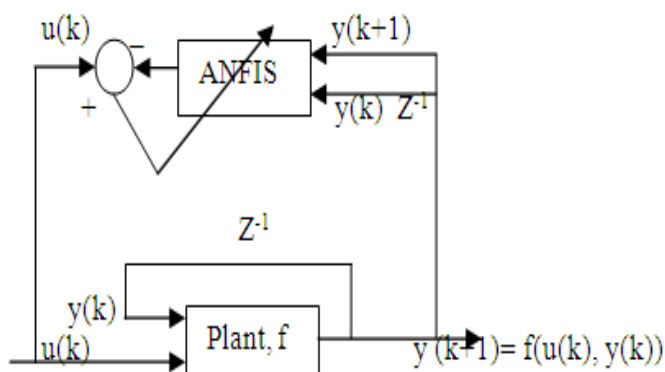 u(k)
−
y(k+1)
ANFIS
+
y(k) Z⁻¹
Z⁻¹
y(k)
Plant, f
u(k)
y (k+1)= f(u(k), y(k))